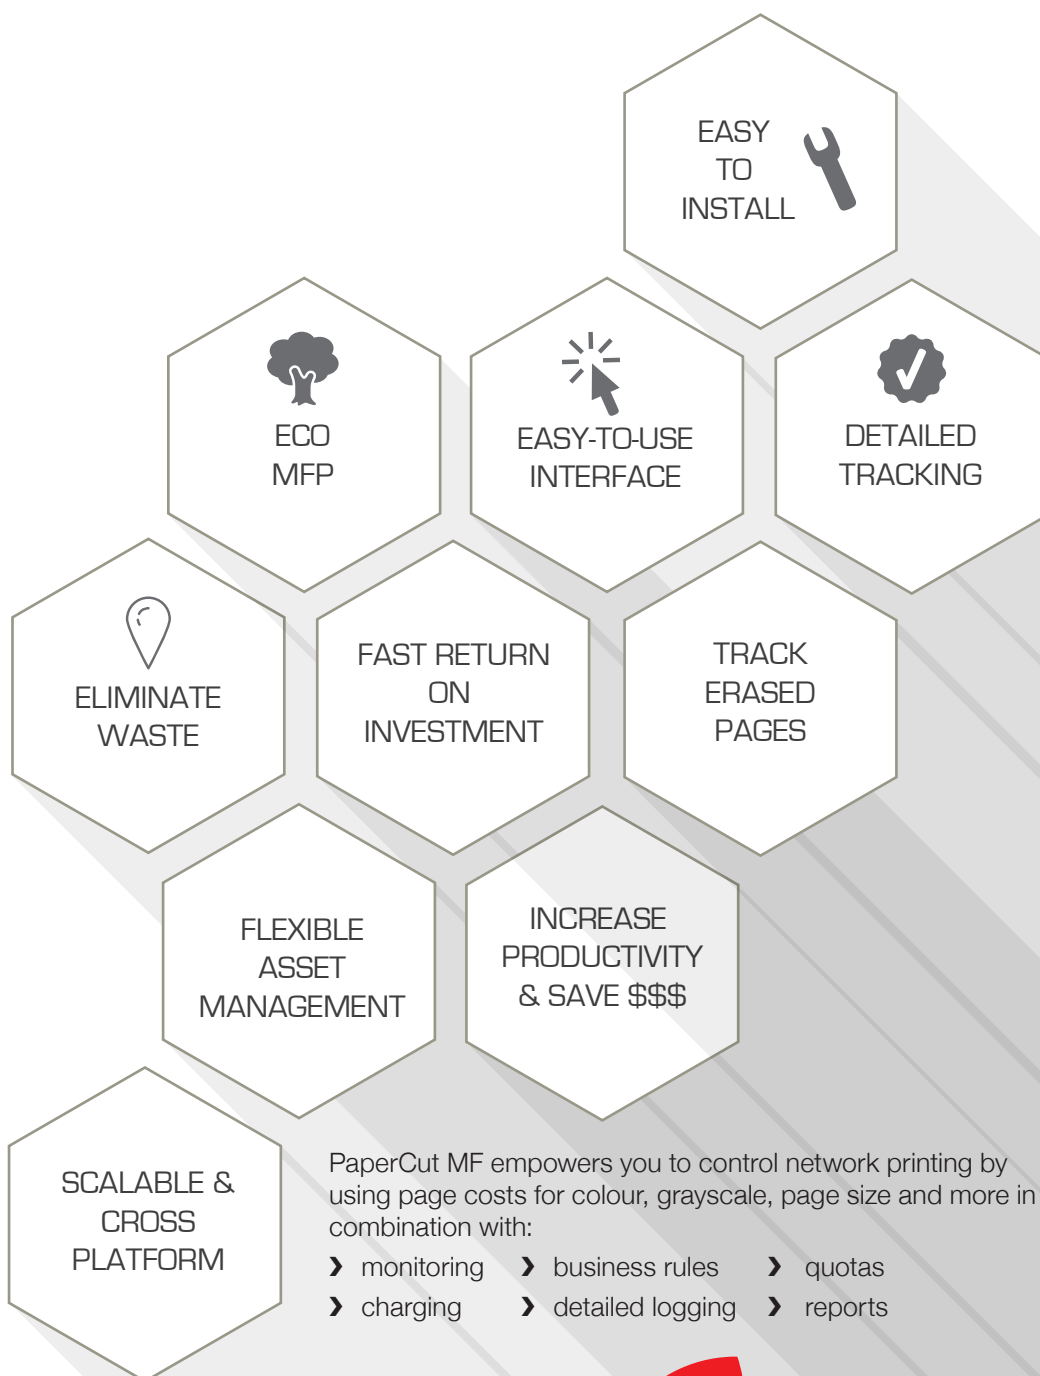 EASY
TO
INSTALL
ECO
MFP
EASY-TO-USE
INTERFACE
DETAILED
TRACKING
ELIMINATE
WASTE
FAST RETURN
ON
INVESTMENT
TRACK
ERASED
PAGES
FLEXIBLE
ASSET
MANAGEMENT
INCREASE
PRODUCTIVITY
& SAVE $$$
SCALABLE &
CROSS
PLATFORM
PaperCut MF empowers you to control network printing by
using page costs for colour, grayscale, page size and more in
combination with:
❯ monitoring ❯ business rules ❯ quotas
❯ charging ❯ detailed logging ❯ reports